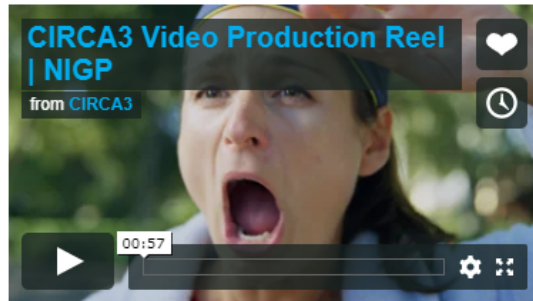 CIRCA3 Video Production Reel
| NIGP
from CIRCA3
00:57